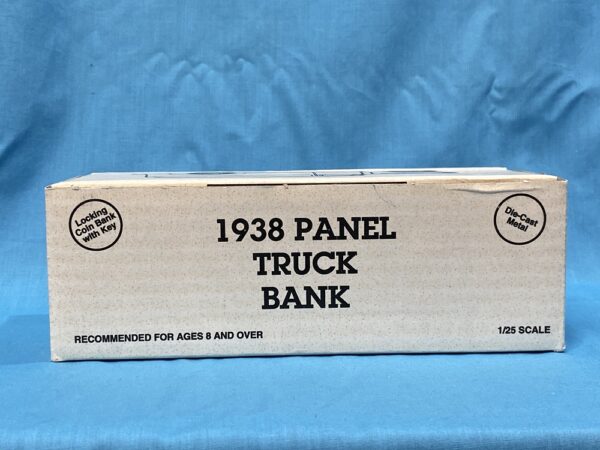 Locking
Coin Bank
with Key
Die-Cast
Metal
1938 PANEL
TRUCK
BANK
RECOMMENDED FOR AGES 8 AND OVER
1/25 SCALE